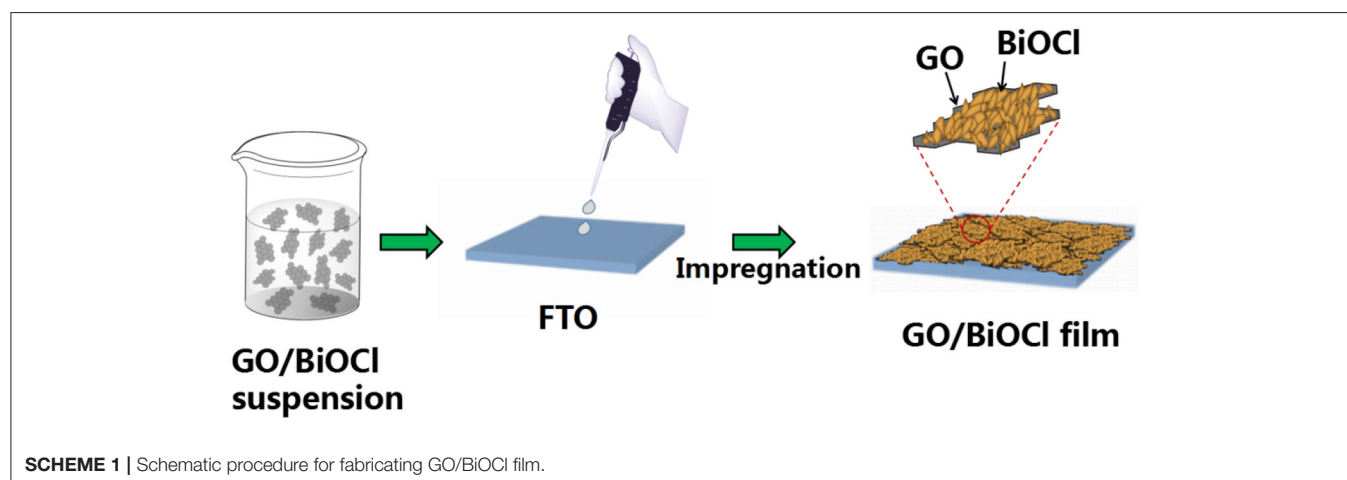 GO
BiOCl
Impregnation
FTO
GO/BiOCl
suspension
GO/BiOCl film
SCHEME 1 | Schematic procedure for fabricating GO/BiOCl film.